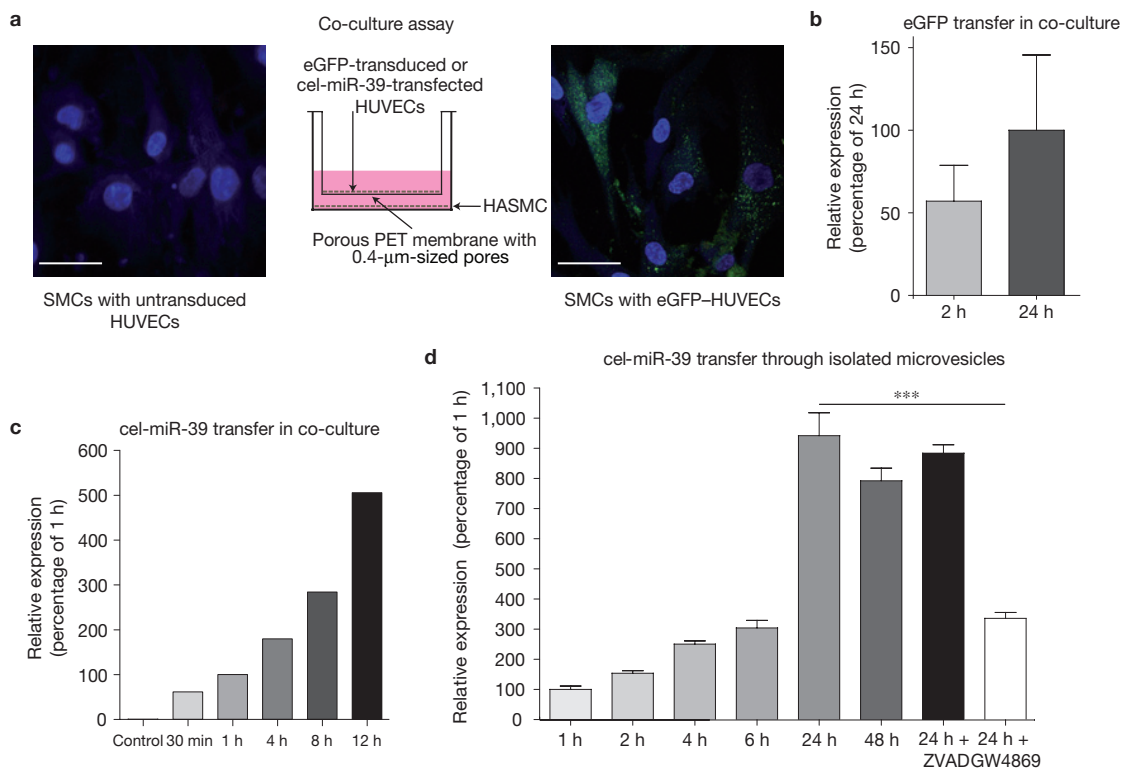 a
Co-culture assay
eGFP-transduced or
cel-miR-39-transfected
HUVECs
HASMC
Porous PET membrane with
0.4-μm-sized pores
SMCs with untransduced
HUVECs
SMCs with eGFP–HUVECs
b
eGFP transfer in co-culture
Relative expression
(percentage of 24 h)
150
100
50
0
2 h 24 h
c
cel-miR-39 transfer in co-culture
Relative expression
(percentage of 1 h)
600
500
400
300
200
100
0
Control 30 min 1 h 4 h 8 h 12 h
d
cel-miR-39 transfer through isolated microvesicles
Relative expression (percentage of 1 h)
1,100
1,000
900
800
700
600
500
400
300
200
100
0
***
1 h 2 h 4 h 6 h 24 h 48 h 24 h + 24 h +
ZVADGW4869